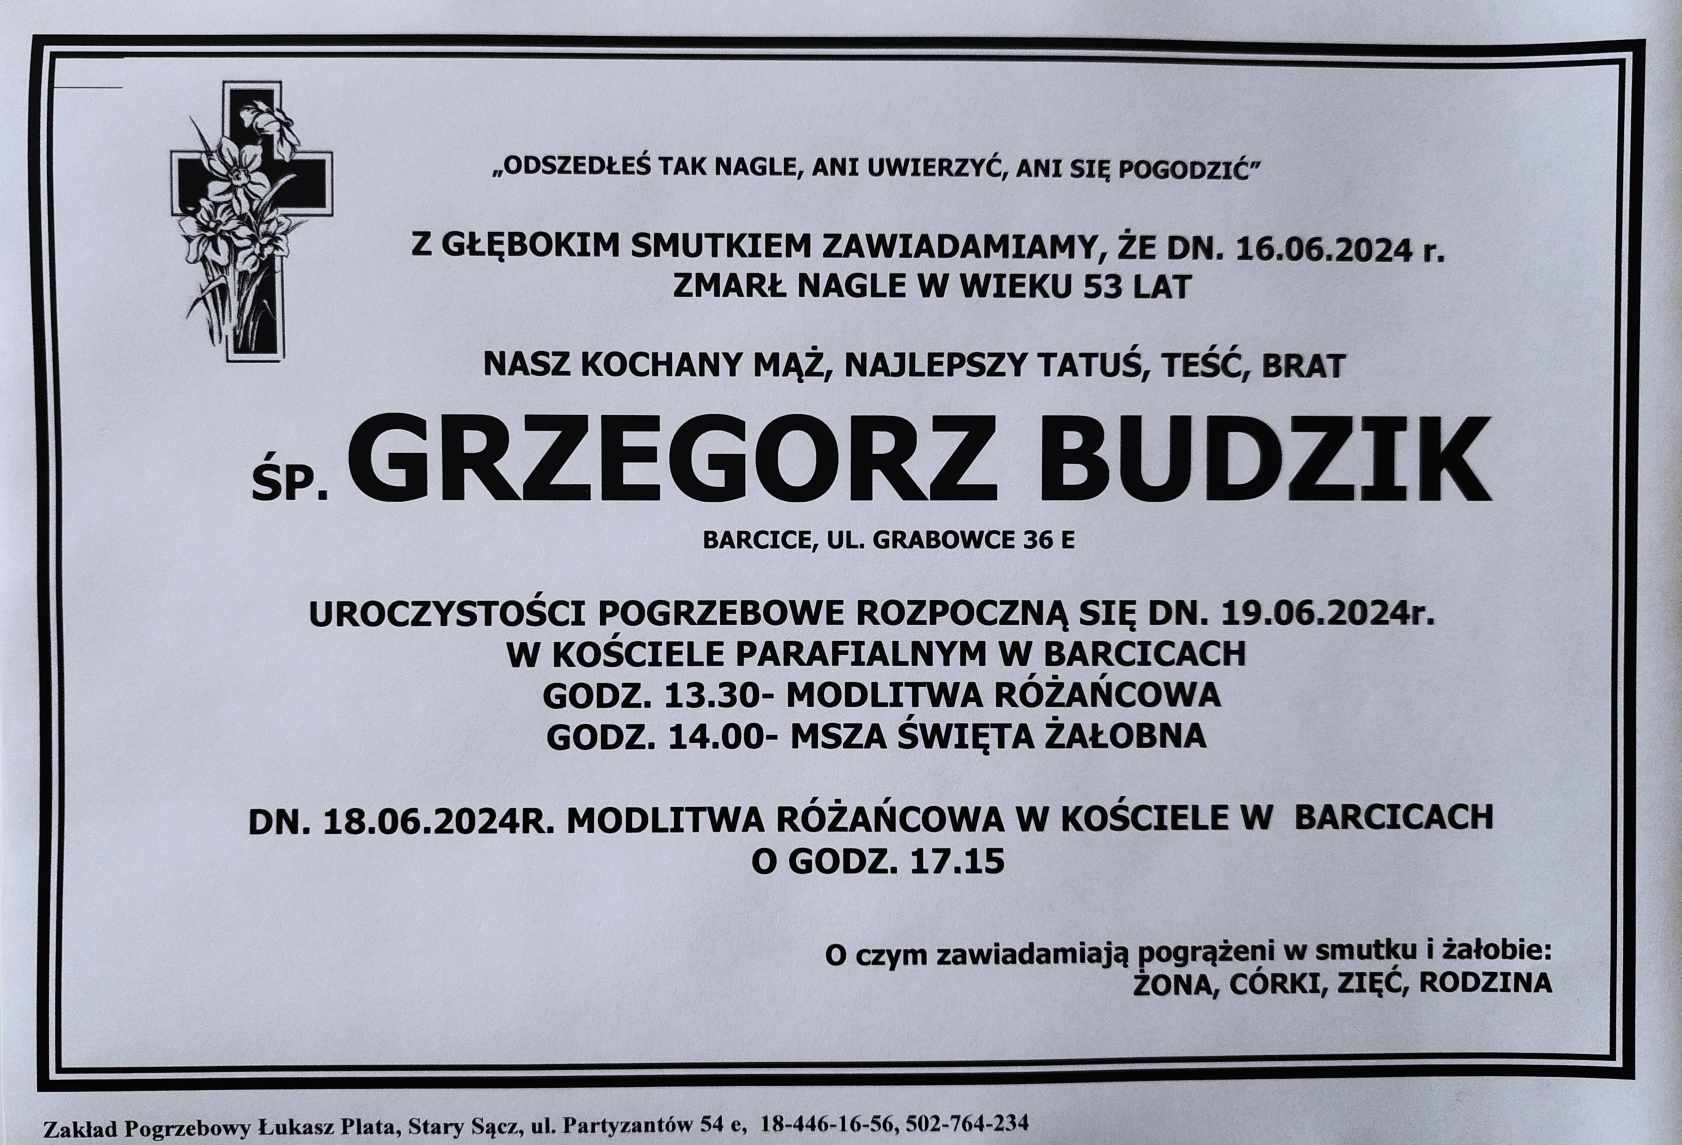 „ODSZEDŁEŚ TAK NAGLE, ANI UWIERZYĆ, ANI SIĘ POGODZIĆ”
Z GŁĘBOKIM SMUTKIEM ZAWIADAMIAMY, ŻE DN. 16.06.2024 r.
ZMARŁ NAGLE W WIEKU 53 LAT
NASZ KOCHANY MĄŻ, NAJLEPSZY TATUŚ, TEŚĆ, BRAT
ŚP. GRZEGORZ BUDZIK
BARCICE, UL. GRABOWCE 36 E
UROCZYSTOŚCI POGRZEBOWE ROZPOCZNĄ SIĘ DN. 19.06.2024r.
W KOŚCIELE PARAFIALNYM W BARCICACH
GODZ. 13.30- MODLITWA RÓŻAŃCOWA
GODZ. 14.00- MSZA ŚWIĘTA ŻAŁOBNA
DN. 18.06.2024R. MODLITWA RÓŻAŃCOWA W KOŚCIELE W BARCICACH
O GODZ. 17.15
O czym zawiadamiają pogrążeni w smutku i żałobie:
ŻONA, CÓRKI, ZIĘĆ, RODZINA
Zakład Pogrzebowy Łukasz Plata, Stary Sącz, ul. Partyzantów 54 e, 18-446-16-56, 502-764-234